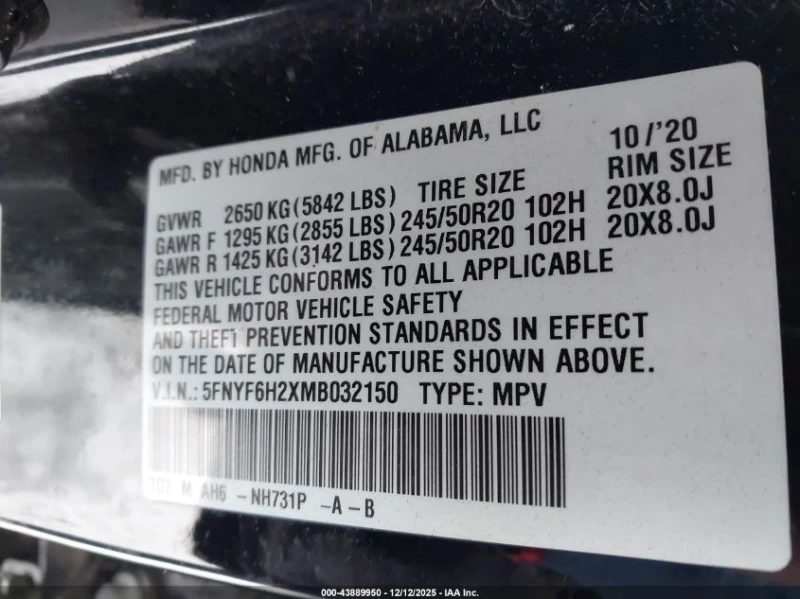 MFD. BY HONDA MFG. OF ALABAMA, LLC 10/'20
GVWR 2650 KG (5842 LBS) TIRE SIZE RIM SIZE
GAWR F 1295 KG (2855 LBS) 245/50R20 102H 20X8.0J
GAWR R 1425 KG (3142 LBS) 245/50R20 102H 20X8.0J
THIS VEHICLE CONFORMS TO ALL APPLICABLE
FEDERAL MOTOR VEHICLE SAFETY
AND THEFT PREVENTION STANDARDS IN EFFECT
ON THE DATE OF MANUFACTURE SHOWN ABOVE.
V.I.N.: 5FNYF6H2XMB032150 TYPE: MPV
M AH6 - NH731P -A-B
000-43889950 - 12/12/2025 - IAA Inc.